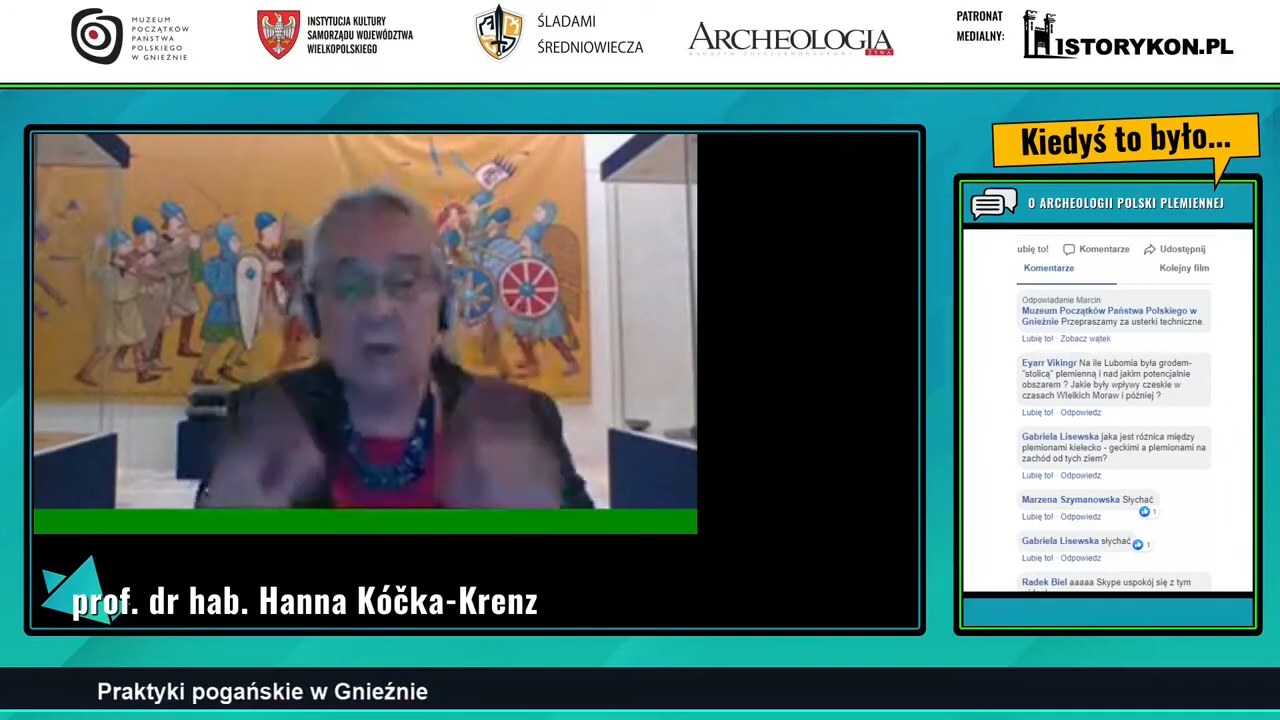 MUZEUM
POCZĄTKÓW
PAŃSTWA
POLSKIEGO
W GNIEŹNIE
INSTYTUCJA KULTURY
SAMORZĄDU WOJEWÓDZTWA
WIELKOPOLSKIEGO
ŚLADAMI
ŚREDNIOWIECZA
ARCHEOLOGIA
ŻYWA
PATRONAT
MEDIALNY:
HISTORYKON.PL
Kiedyś to było...
O ARCHEOLOGII POLSKI PLEMIENNEJ
ubię to! Komentarze Udostępnij
Komentarze Kolejny film
Odpowiadanie Marcin
Muzeum Początków Państwa Polskiego w
Gnieźnie Przepraszamy za usterki techniczne.
Lubię to! · Zobacz wątek
Eyarr Vikingr Na ile Lubomia była grodem-
"stolicą" plemienną i nad jakim potencjalnie
obszarem ? Jakie były wpływy czeskie w
czasach WIelkich Moraw i później ?
Lubię to! · Odpowiedz
Gabriela Lisewska jaka jest różnica między
plemionami kielecko - geckimi a plemionami na
zachód od tych ziem?
Lubię to! · Odpowiedz
Marzena Szymanowska Słychać
1
Lubię to! · Odpowiedz
Gabriela Lisewska słychać
1
Lubię to! · Odpowiedz
Radek Biel aaaaa Skype uspokój się z tym
prof. dr hab. Hanna Kóčka-Krenz
Praktyki pogańskie w Gnieźnie